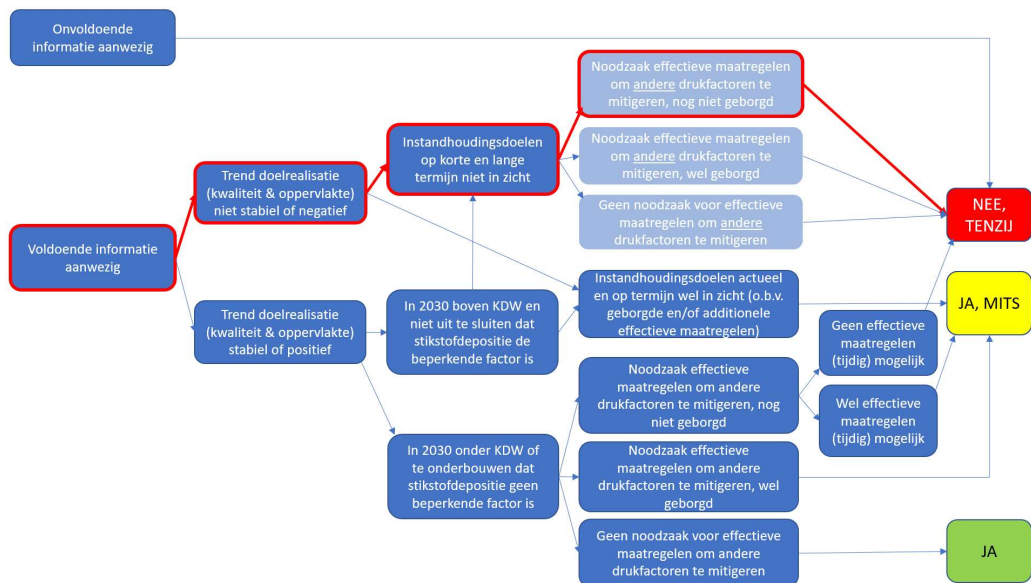 Onvoldoende
informatie aanwezig
Noodzaak effectieve maatregelen
om andere drukfactoren te
mitigeren, nog niet geborgd
Instandhoudingsdoelen
op korte en lange
termijn niet in zicht
Noodzaak effectieve maatregelen
om andere drukfactoren te
mitigeren, wel geborgd
Trend doelrealisatie
(kwaliteit & oppervlakte)
niet stabiel of negatief
Geen noodzaak voor effectieve
maatregelen om andere
drukfactoren te mitigeren
NEE,
TENZIJ
Voldoende informatie
aanwezig
Trend doelrealisatie
(kwaliteit & oppervlakte)
stabiel of positief
In 2030 boven KDW en
niet uit te sluiten dat
stikstofdepositie de
beperkende factor is
Instandhoudingsdoelen actueel
en op termijn wel in zicht (o.b.v.
geborgde en/of additionele
effectieve maatregelen)
JA, MITS
Geen effectieve
maatregelen
(tijdig) mogelijk
Noodzaak effectieve
maatregelen om andere
drukfactoren te mitigeren, nog
niet geborgd
Wel effectieve
maatregelen
(tijdig) mogelijk
In 2030 onder KDW of
te onderbouwen dat
stikstofdepositie geen
beperkende factor is
Noodzaak effectieve
maatregelen om andere
drukfactoren te mitigeren, wel
geborgd
Geen noodzaak voor effectieve
maatregelen om andere
drukfactoren te mitigeren
JA